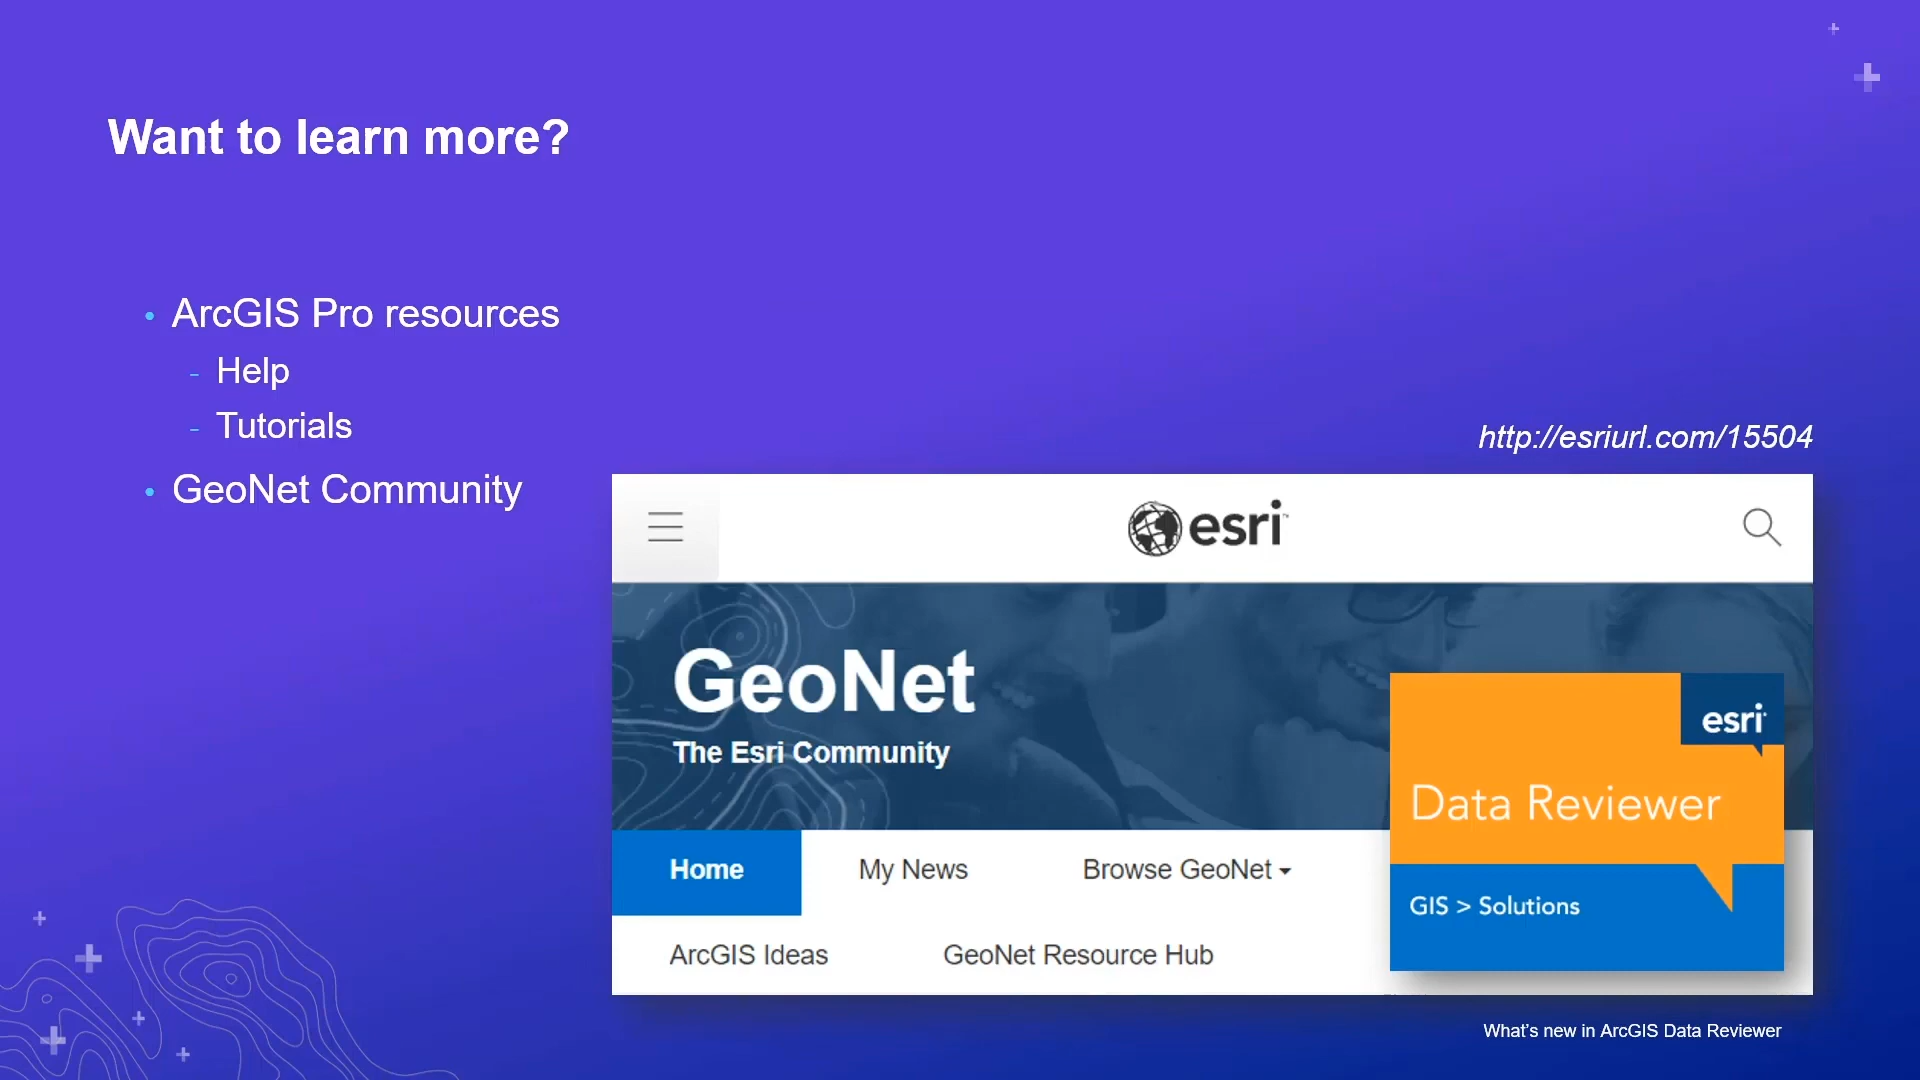 Want to learn more?
• ArcGIS Pro resources
- Help
- Tutorials
• GeoNet Community
http://esriurl.com/15504
esri
GeoNet
The Esri Community
esri
Data Reviewer
GIS > Solutions
Home
My News
Browse GeoNet
ArcGIS Ideas
GeoNet Resource Hub
What's new in ArcGIS Data Reviewer